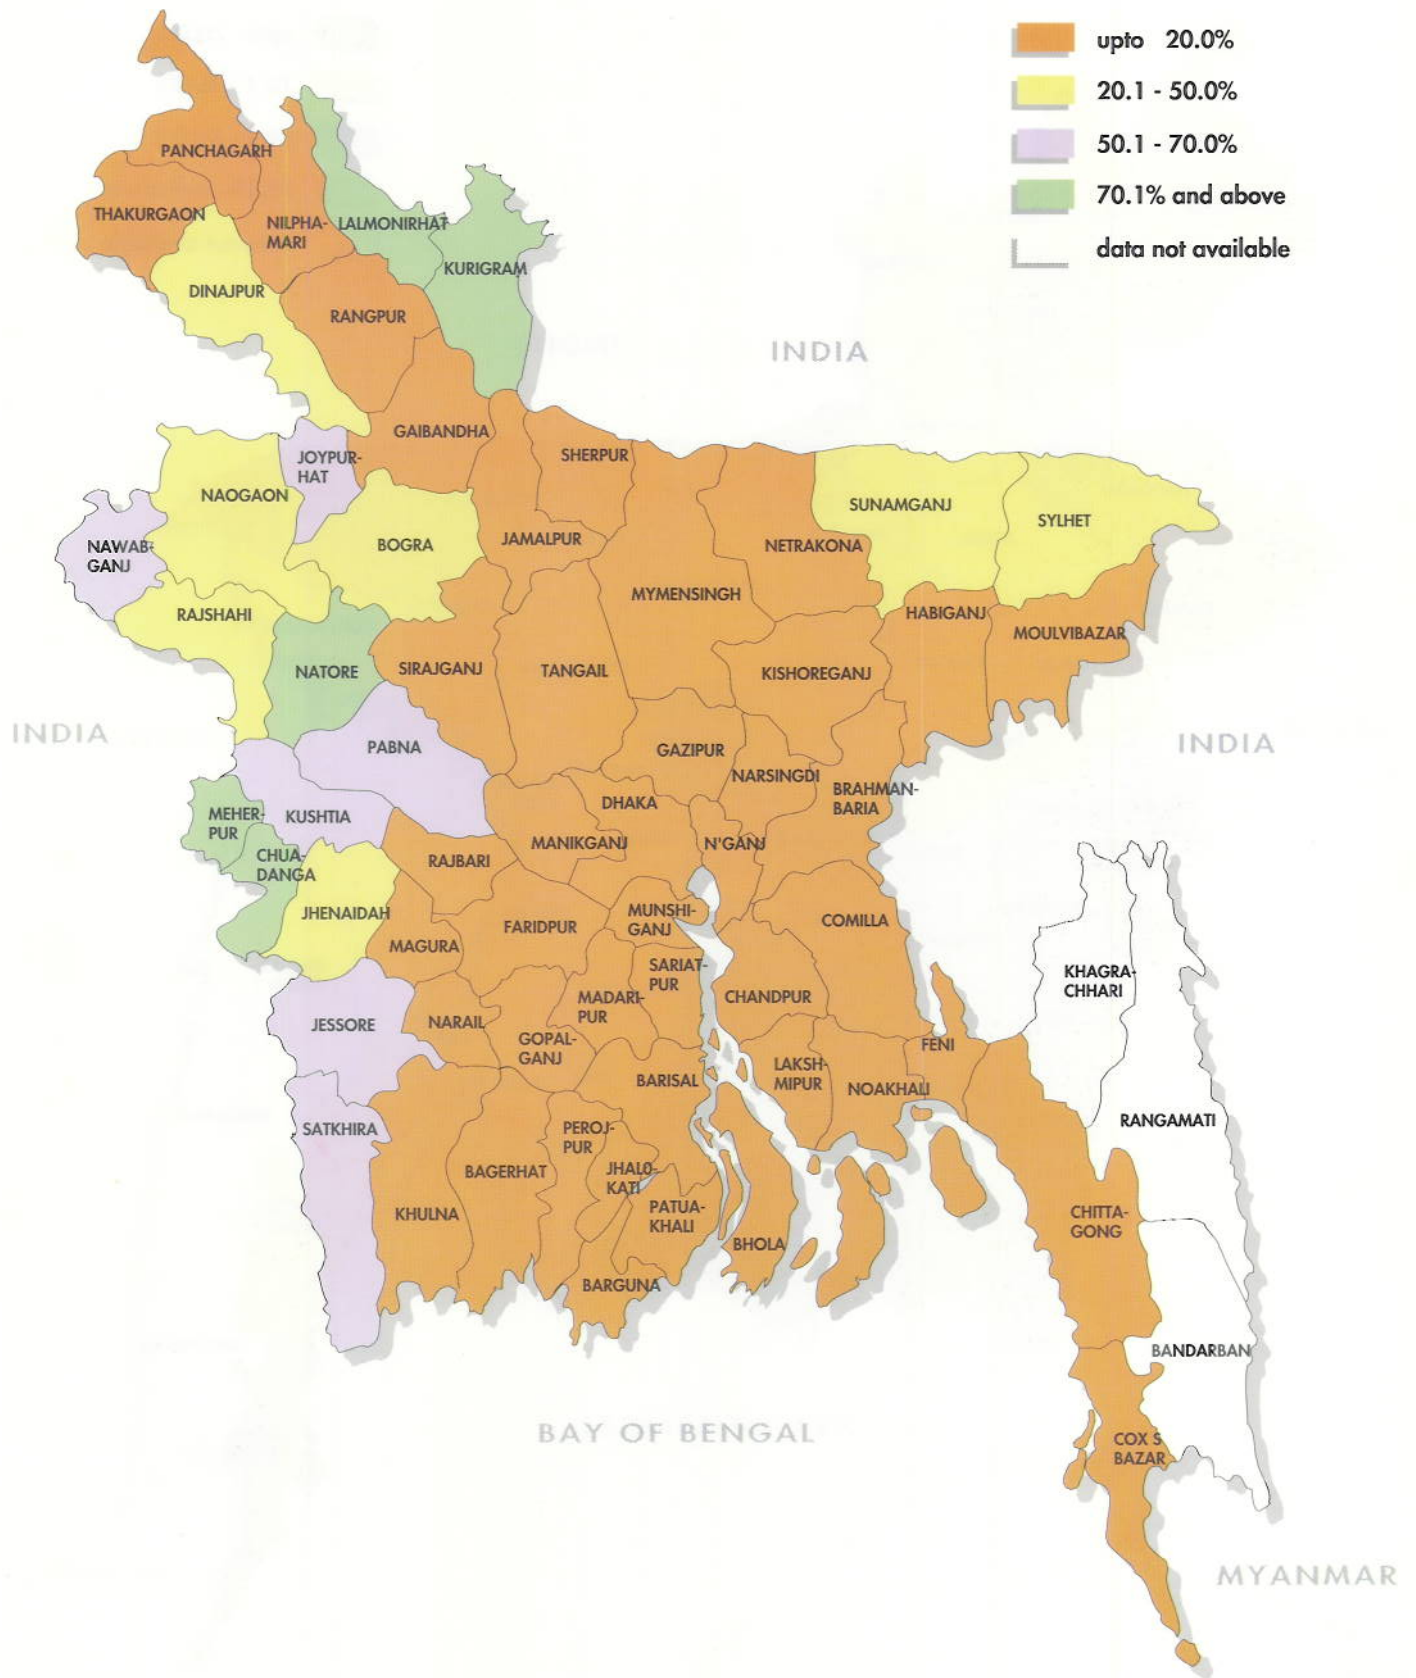 upto 20.0%
20.1 - 50.0%
50.1 - 70.0%
70.1% and above
data not available
PANCHAGARH
THAKURGAON
NILPHA-
MARI
LALMONIRHAT
KURIGRAM
DINAJPUR
RANGPUR
INDIA
GAIBANDHA
JOYPUR-
HAT
SHERPUR
NAOGAON
SUNAMGANJ
SYLHET
NAWAB-
GANJ
BOGRA
JAMALPUR
NETRAKONA
MYMENSINGH
RAJSHAHI
HABIGANJ
MOULVIBAZAR
NATORE
SIRAJGANJ
TANGAIL
KISHOREGANJ
INDIA
PABNA
GAZIPUR
INDIA
NARSINGDI
BRAHMAN-
BARIA
MEHER-
PUR
KUSHTIA
DHAKA
MANIKGANJ
N'GANJ
CHUA-
DANGA
RAJBARI
JHENAIDAH
MAGURA
FARIDPUR
MUNSHI-
GANJ
COMILLA
SARIAT-
PUR
KHAGRA-
CHHARI
MADARI-
PUR
CHANDPUR
JESSORE
NARAIL
GOPAL-
GANJ
FENI
BARISAL
LAKSH-
MIPUR
NOAKHALI
SATKHIRA
PEROJ-
PUR
RANGAMATI
BAGERHAT
JHALO-
KATI
KHULNA
PATUA-
KHALI
CHITTA-
GONG
BHOLA
BARGUNA
BANDARBAN
BAY OF BENGAL
COX S
BAZAR
MYANMAR